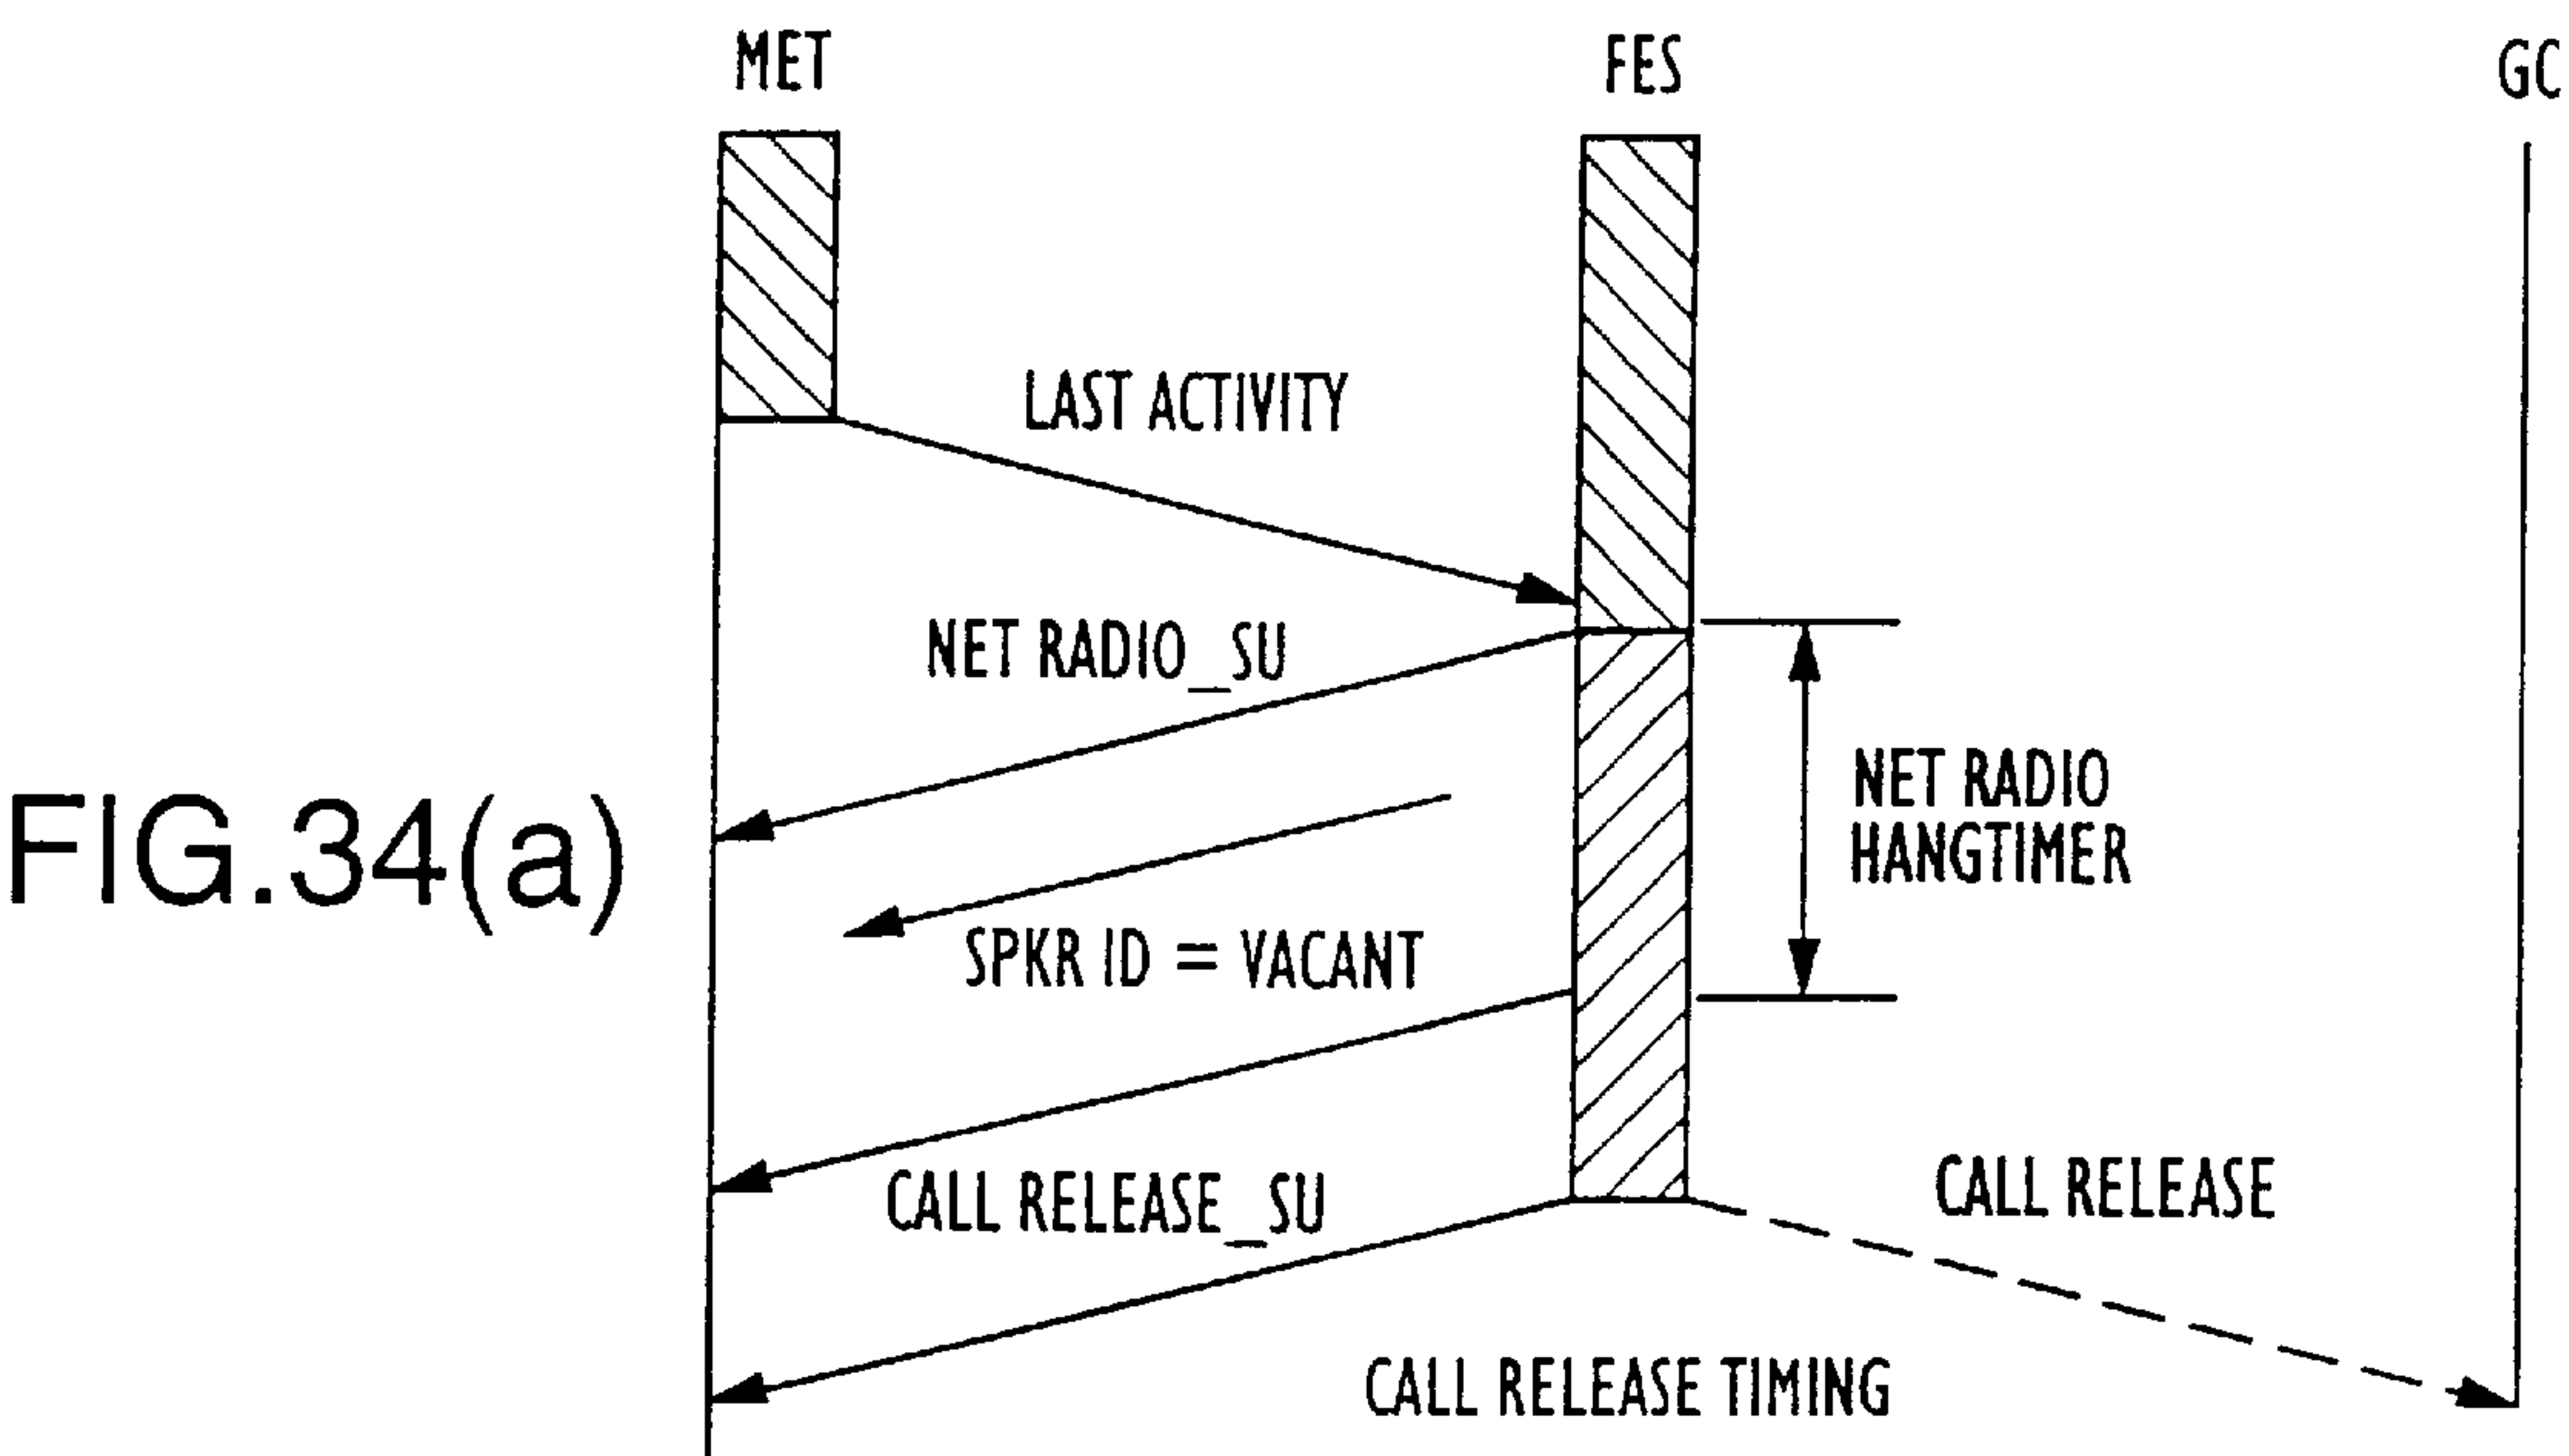 MET
FES
GC
LAST ACTIVITY
NET RADIO_SU
NET RADIO
HANGTIMER
FIG.34(a)
SPKR ID = VACANT
CALL RELEASE_SU
CALL RELEASE
CALL RELEASE TIMING